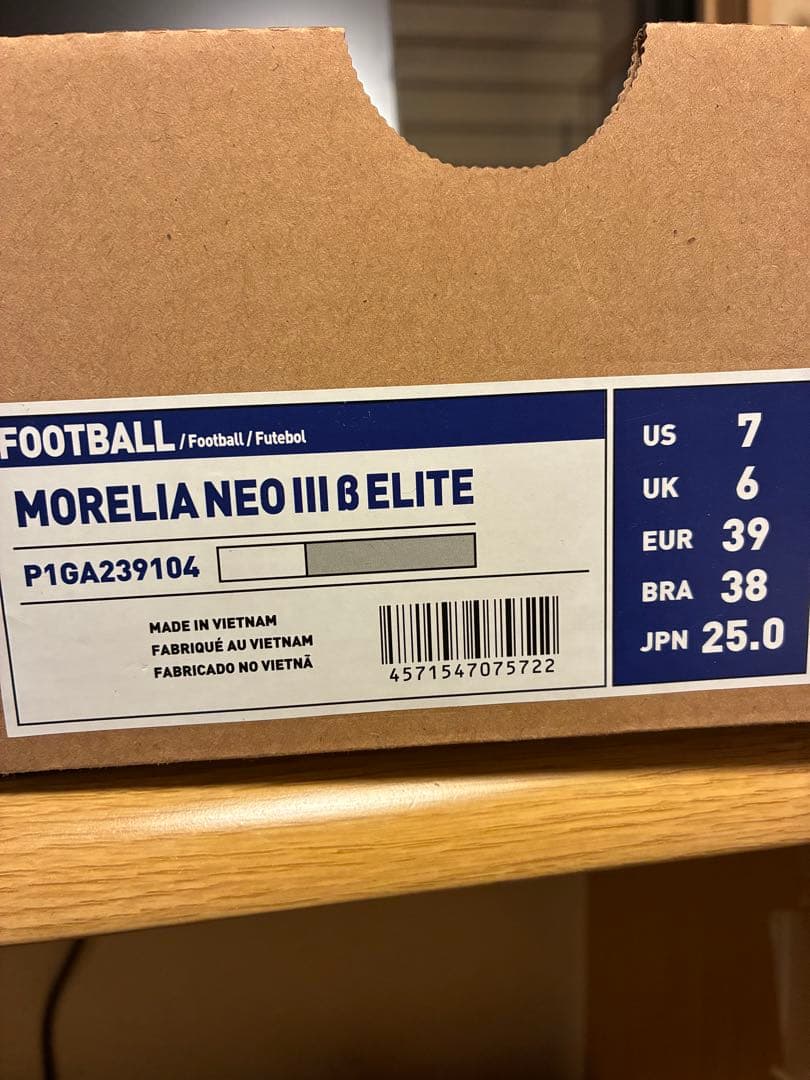 FOOTBALL / Football / Futebol
MORELIA NEO III β ELITE
P1GA239104
MADE IN VIETNAM
FABRIQUÉ AU VIETNAM
FABRICADO NO VIETNÃ
4571547075722
US 7
UK 6
EUR 39
BRA 38
JPN 25.0